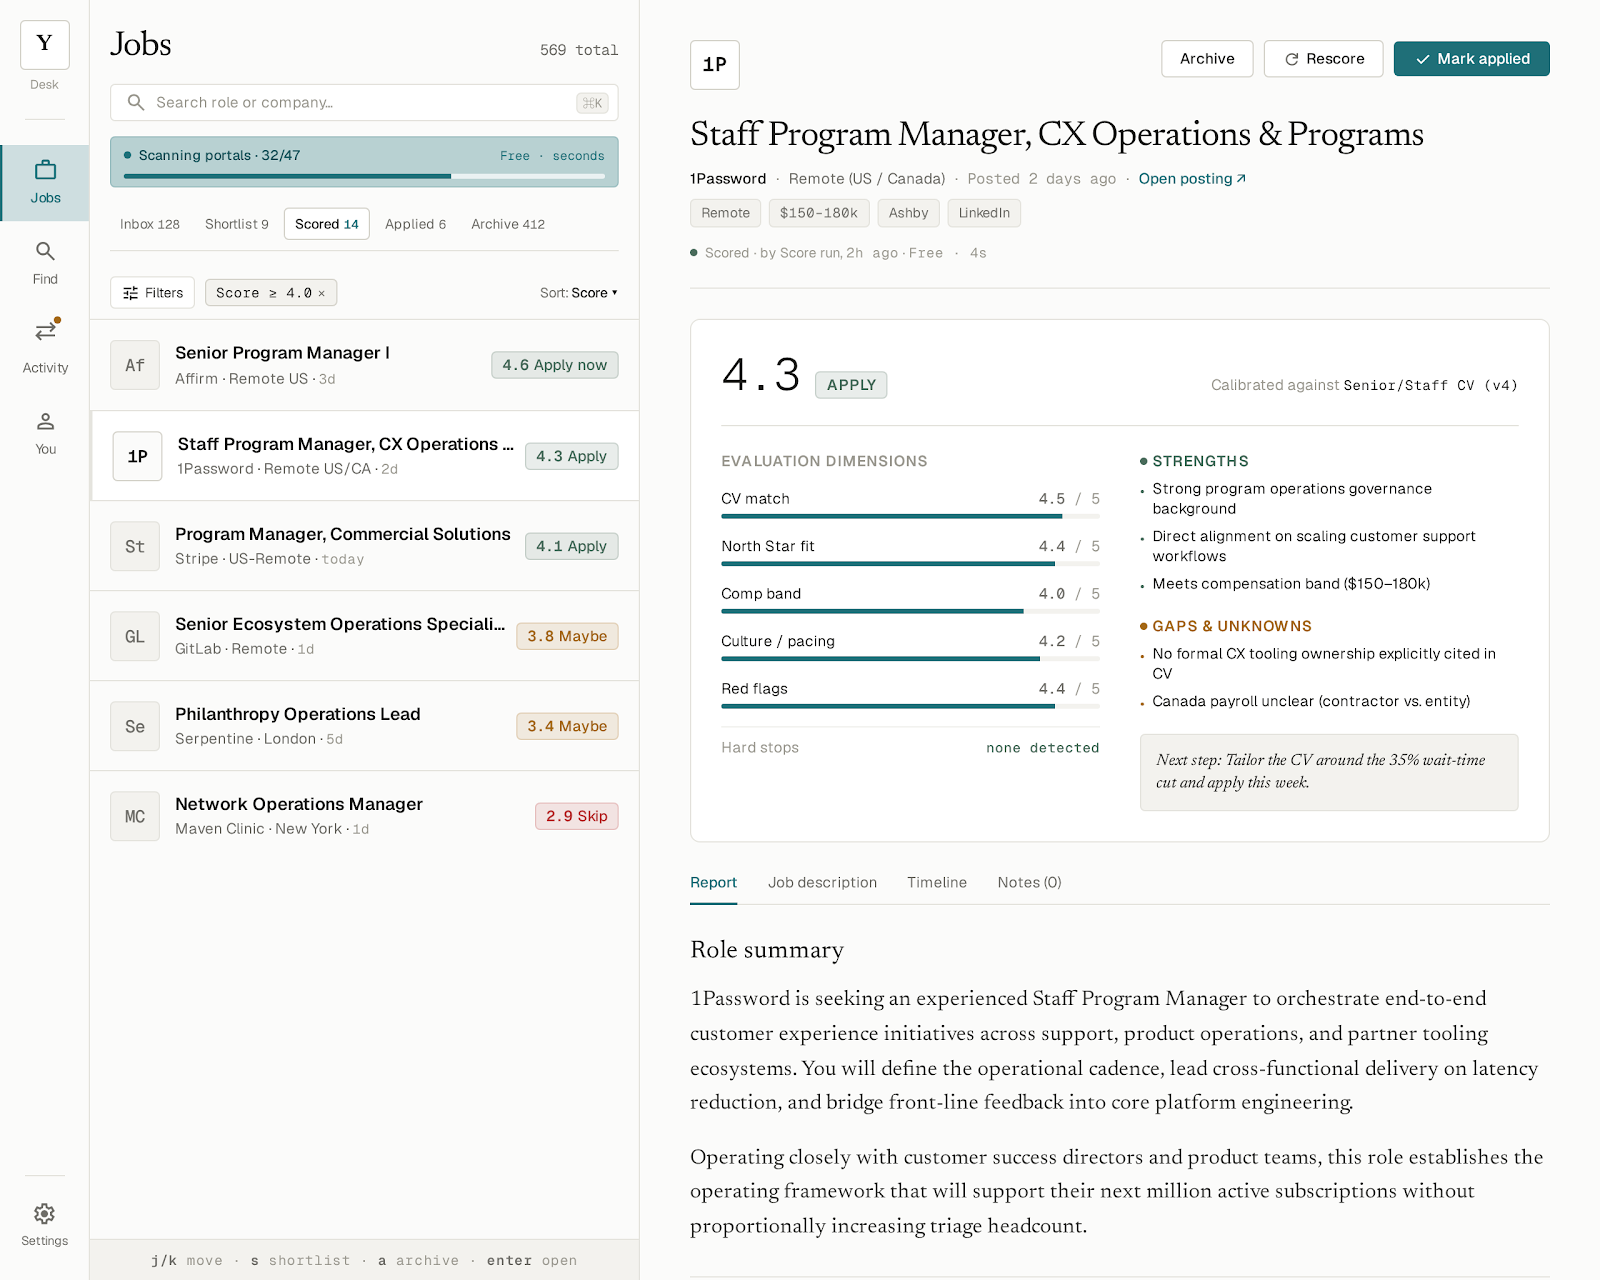 Y
Desk
Jobs
Find
Activity
You
Settings
Jobs
569 total
Search role or company…
⌘K
Scanning portals · 32/47
Free · seconds
Inbox 128
Shortlist 9
Scored 14
Applied 6
Archive 412
Filters
Score ≥ 4.0 ×
Sort: Score ▾
Af
Senior Program Manager I
Affirm · Remote US · 3d
4.6 Apply now
1P
Staff Program Manager, CX Operations ...
1Password · Remote US/CA · 2d
4.3 Apply
St
Program Manager, Commercial Solutions
Stripe · US-Remote · today
4.1 Apply
GL
Senior Ecosystem Operations Speciali...
GitLab · Remote · 1d
3.8 Maybe
Se
Philanthropy Operations Lead
Serpentine · London · 5d
3.4 Maybe
MC
Network Operations Manager
Maven Clinic · New York · 1d
2.9 Skip
j/k move · s shortlist · a archive · enter open
1P
Archive
Rescore
Mark applied
Staff Program Manager, CX Operations & Programs
1Password · Remote (US / Canada) · Posted 2 days ago · Open posting ↗
Remote
$150–180k
Ashby
LinkedIn
Scored · by Score run, 2h ago · Free · 4s
4.3
APPLY
Calibrated against Senior/Staff CV (v4)
EVALUATION DIMENSIONS
CV match 4.5 / 5
North Star fit 4.4 / 5
Comp band 4.0 / 5
Culture / pacing 4.2 / 5
Red flags 4.4 / 5
Hard stops none detected
STRENGTHS
• Strong program operations governance
background
• Direct alignment on scaling customer support
workflows
• Meets compensation band ($150–180k)
GAPS & UNKNOWNS
• No formal CX tooling ownership explicitly cited in
CV
• Canada payroll unclear (contractor vs. entity)
Next step: Tailor the CV around the 35% wait-time
cut and apply this week.
Report
Job description
Timeline
Notes (0)
Role summary
1Password is seeking an experienced Staff Program Manager to orchestrate end-to-end
customer experience initiatives across support, product operations, and partner tooling
ecosystems. You will define the operational cadence, lead cross-functional delivery on latency
reduction, and bridge front-line feedback into core platform engineering.
Operating closely with customer success directors and product teams, this role establishes the
operating framework that will support their next million active subscriptions without
proportionally increasing triage headcount.